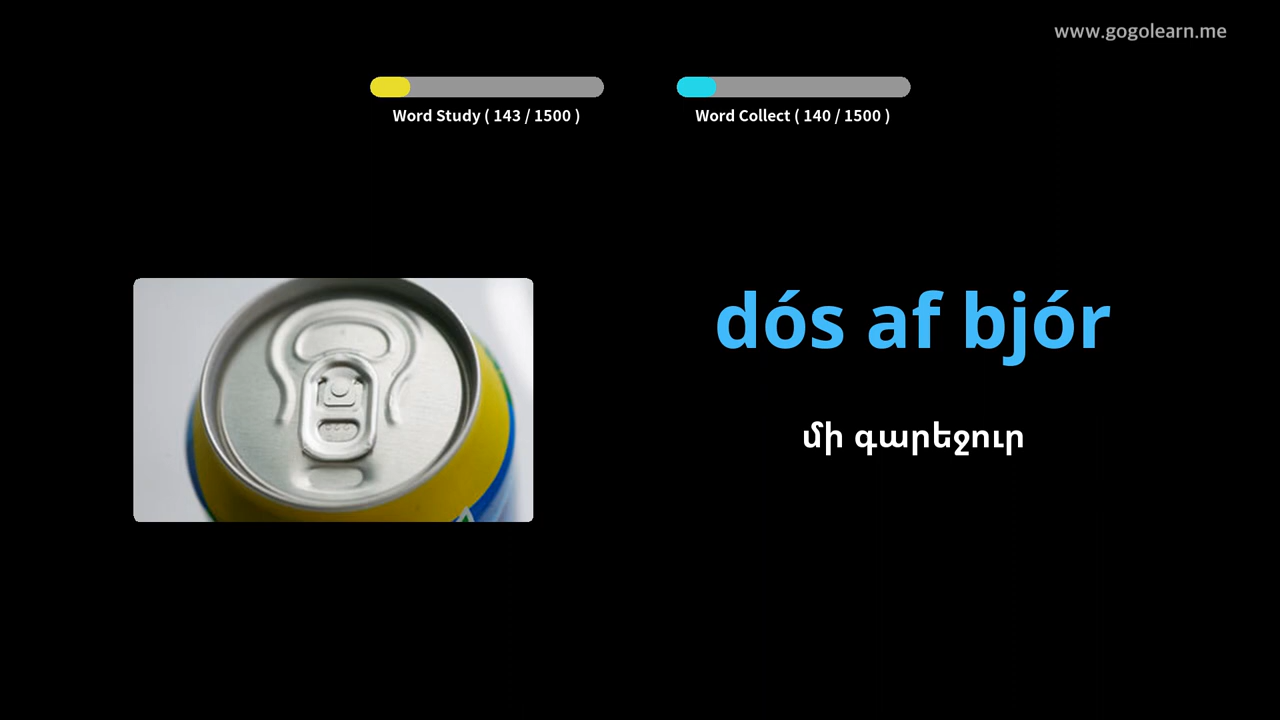 www.gogolearn.me
Word Study ( 143 / 1500 )
Word Collect ( 140 / 1500 )
dós af bjór
մի գարեջուր